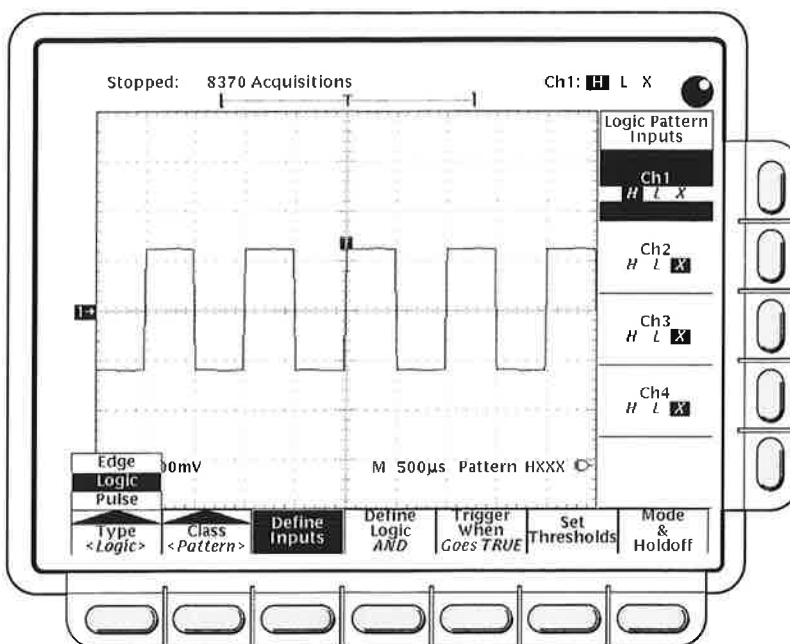 Stopped: 8370 Acquisitions
Ch1: H L X
T
Logic Pattern
Inputs
Ch1
H L X
Ch2
H L X
T
1
Ch3
H L X
Ch4
H L X
Edge
Logic
Pulse
M 500µs Pattern HXXX
Type
<Logic>
Class
<Pattern>
Define
Inputs
Define
Logic
AND
Trigger
When
Goes TRUE
Set
Thresholds
Mode
&
Holdoff